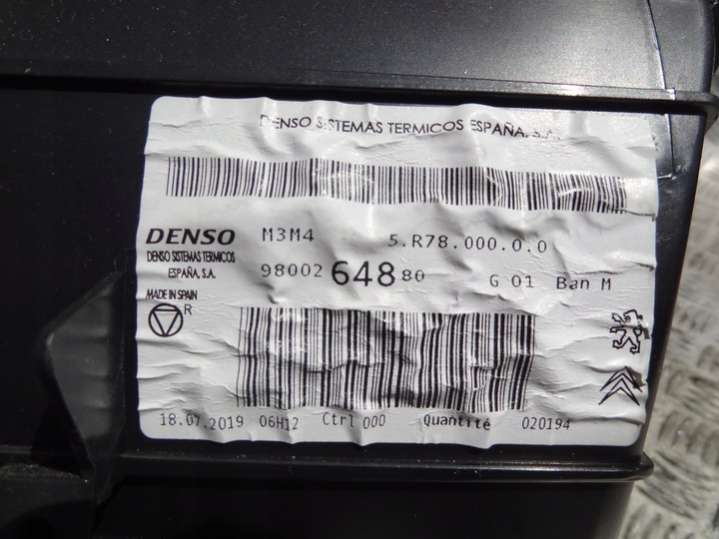 DENSO SISTEMAS TERMICOS ESPAÑA, S.A.
DENSO
DENSO SISTEMAS TERMICOS
ESPAÑA, S.A.
MADE IN SPAIN
R
M3M4 5.R78.000.0.0
98002 648 80 G 01 Ban M
18.07.2019 06H12 Ctrl 000 Quantité 020194